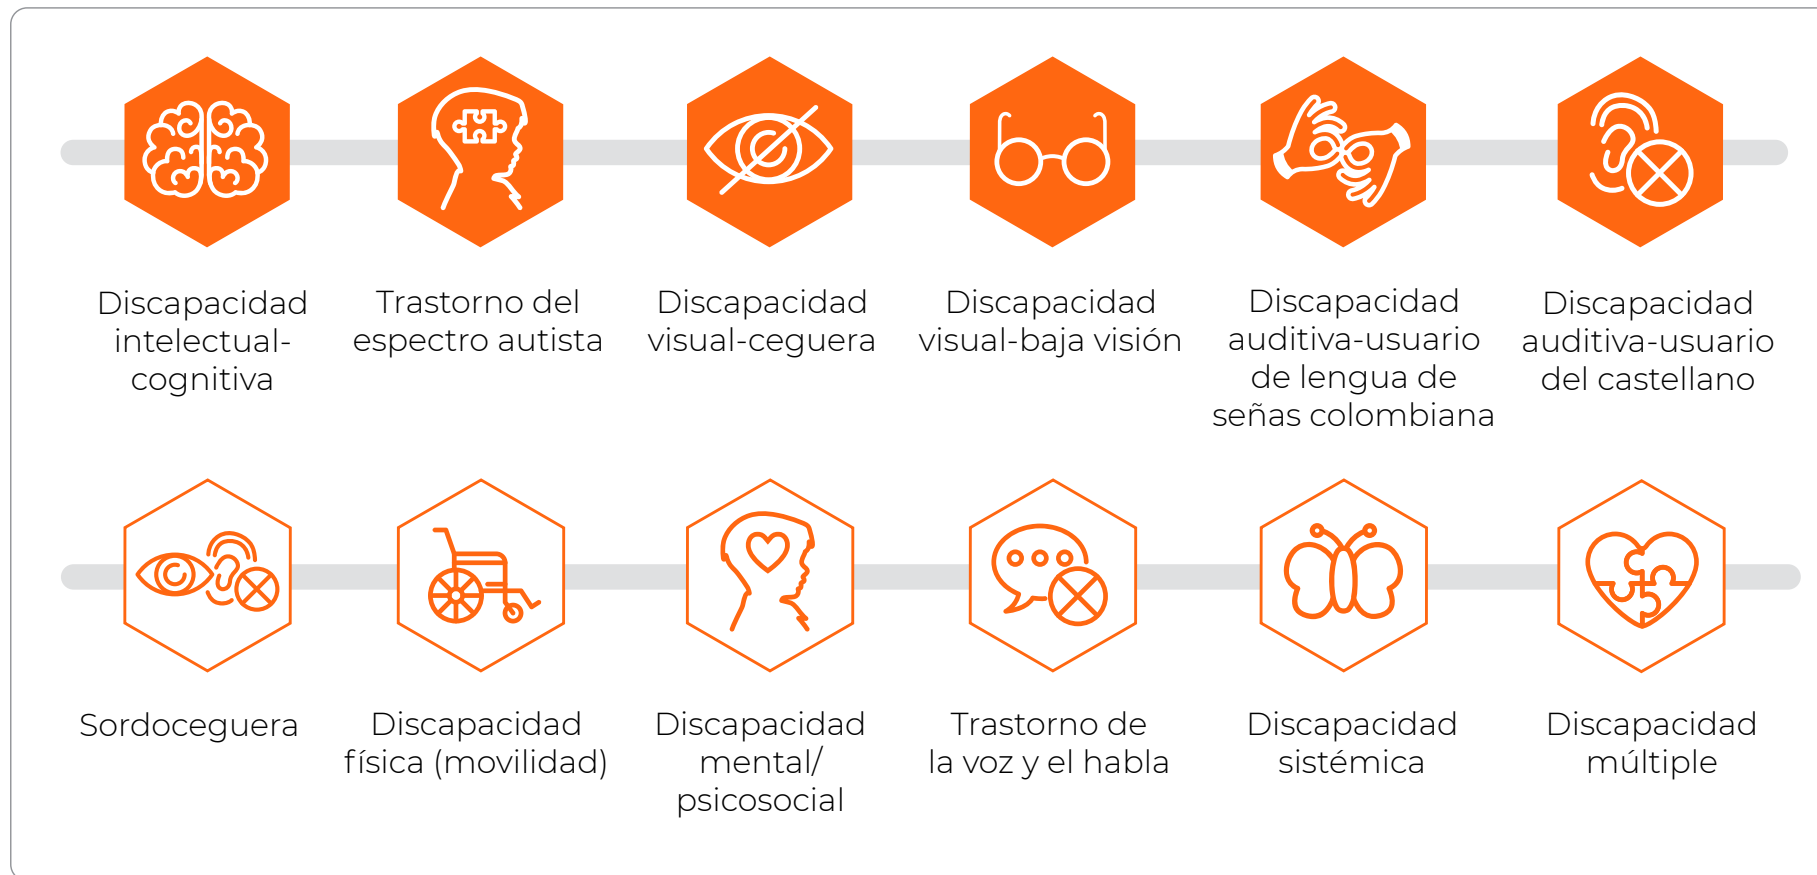 Discapacidad
intelectual-
cognitiva
Trastorno del
espectro autista
Discapacidad
visual-ceguera
Discapacidad
visual-baja visión
Discapacidad
auditiva-usuario
de lengua de
señas colombiana
Discapacidad
auditiva-usuario
del castellano
Sordoceguera
Discapacidad
física (movilidad)
Discapacidad
mental/
psicosocial
Trastorno de
la voz y el habla
Discapacidad
sistémica
Discapacidad
múltiple